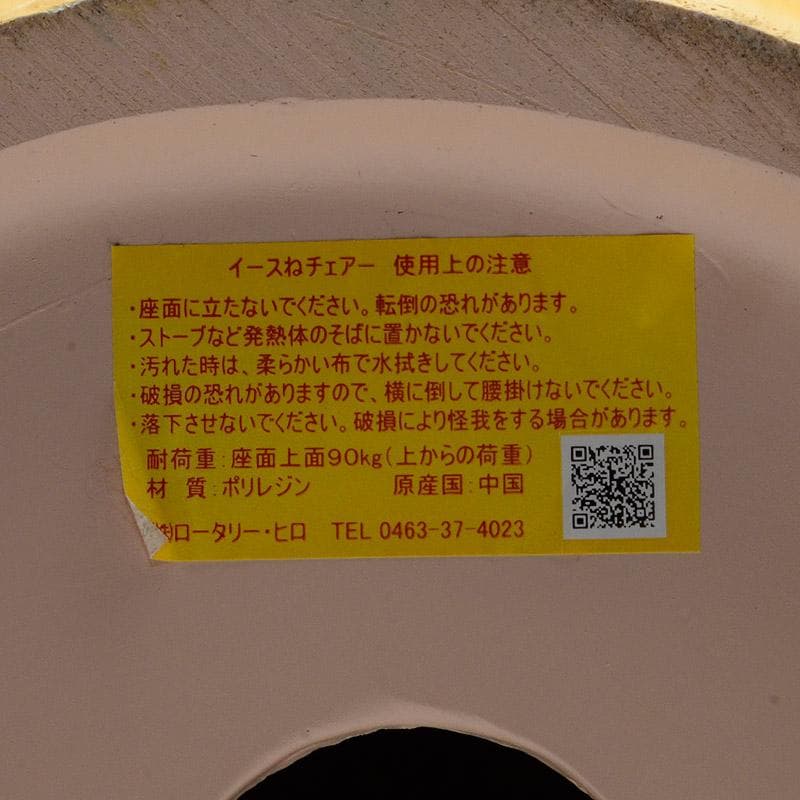 イースねチェアー 使用上の注意
・座面に立たないでください。転倒の恐れがあります。
・ストーブなど発熱体のそばに置かないでください。
・汚れた時は、柔らかい布で水拭きしてください。
・破損の恐れがありますので、横に倒して腰掛けないでください。
・落下させないでください。破損により怪我をする場合があります。
耐荷重:座面上面90kg(上からの荷重)
材 質:ポリレジン 原産国:中国
㈱ロータリー・ヒロ TEL 0463-37-4023